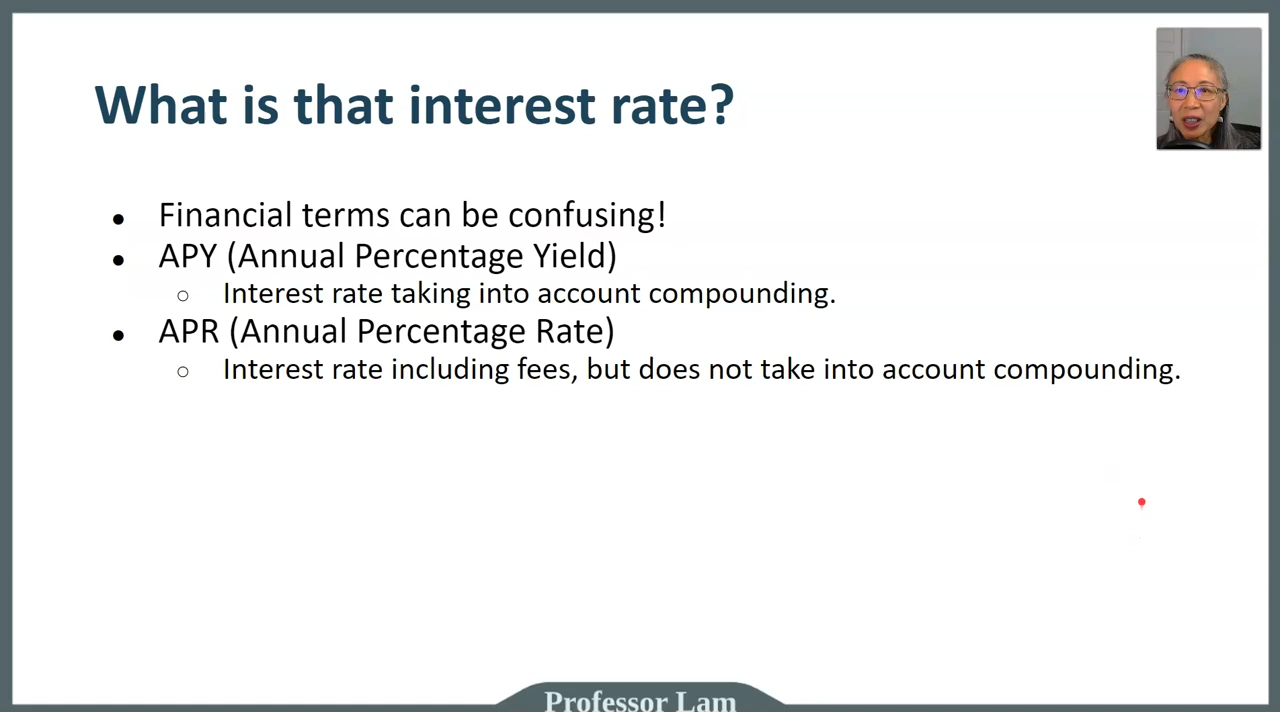 What is that interest rate?
● Financial terms can be confusing!
● APY (Annual Percentage Yield)
○ Interest rate taking into account compounding.
● APR (Annual Percentage Rate)
○ Interest rate including fees, but does not take into account compounding.
Professor Lam